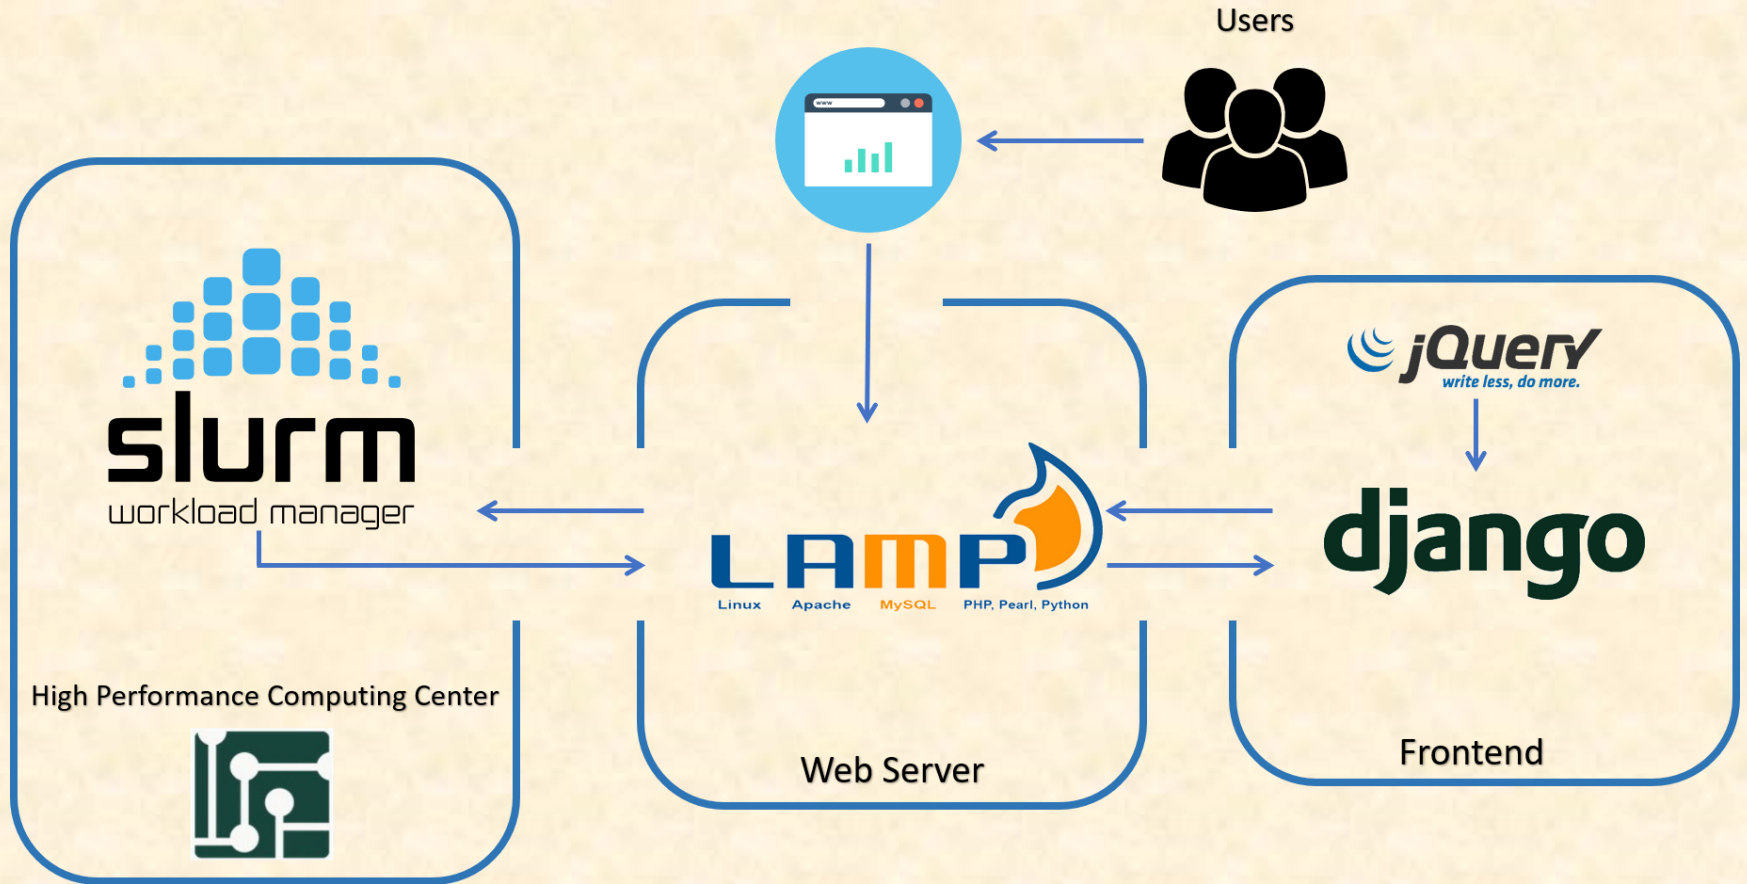 Users
www
slurm
workload manager
High Performance Computing Center
LAMP
Linux Apache MySQL PHP, Pearl, Python
Web Server
jQuery
write less, do more.
django
Frontend